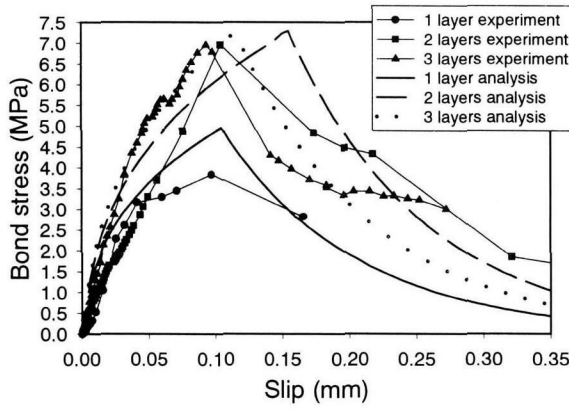 7.5
7.0
6.5
6.0
5.5
5.0
4.5
4.0
3.5
3.0
2.5
2.0
1.5
1.0
0.5
0.0
Bond stress (MPa)
1 layer experiment
2 layers experiment
3 layers experiment
1 layer analysis
2 layers analysis
3 layers analysis
0.00 0.05 0.10 0.15 0.20 0.25 0.30 0.35
Slip (mm)